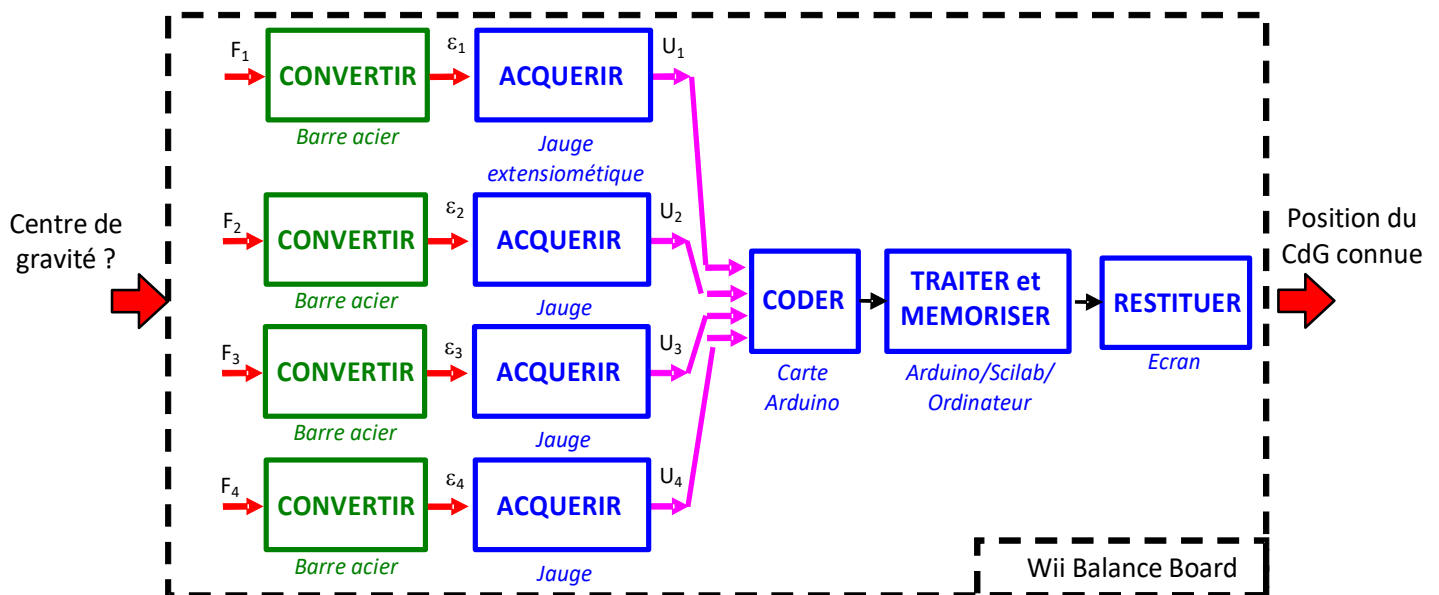 F1
CONVERTIR
ε1
ACQUERIR
U1
Barre acier
Jauge
extensiométique
F2
CONVERTIR
ε2
ACQUERIR
U2
Barre acier
Jauge
F3
CONVERTIR
ε3
ACQUERIR
U3
Barre acier
Jauge
F4
CONVERTIR
ε4
ACQUERIR
U4
Barre acier
Jauge
Centre de
gravité ?
CODER
Carte
Arduino
TRAITER et
MEMORISER
Arduino/Scilab/
Ordinateur
RESTITUER
Ecran
Position du
CdG connue
Wii Balance Board